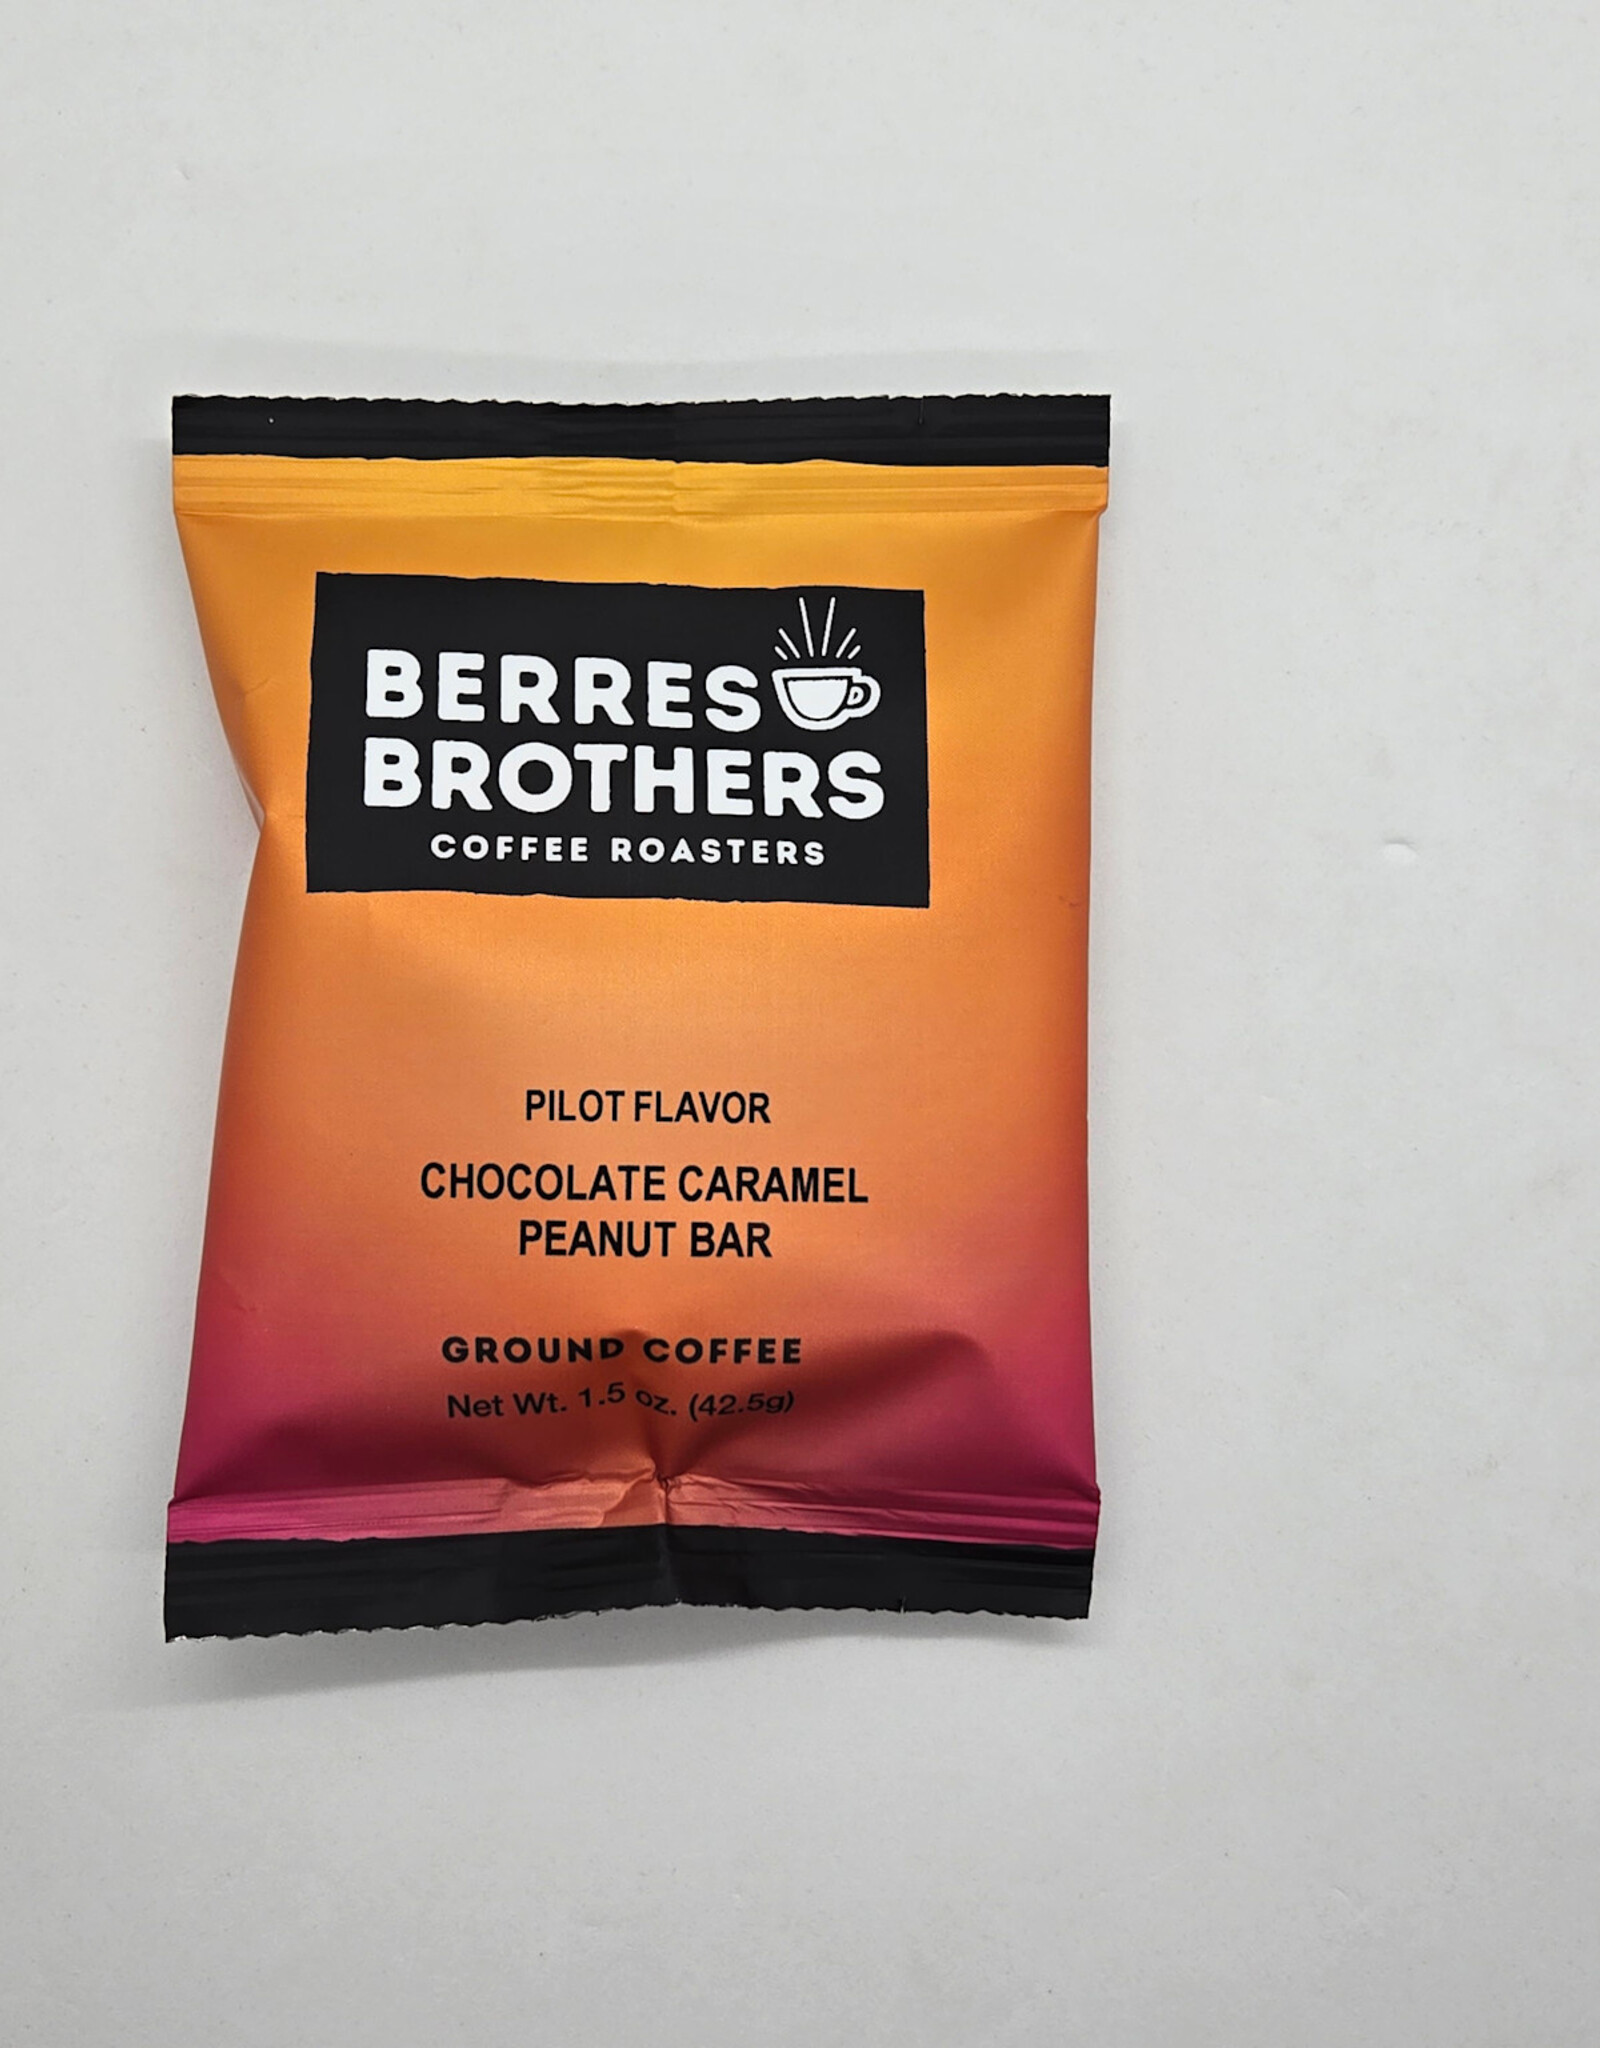 BERRES
BROTHERS
COFFEE ROASTERS
PILOT FLAVOR
CHOCOLATE CARAMEL
PEANUT BAR
GROUND COFFEE
Net Wt. 1.5 oz. (42.5g)